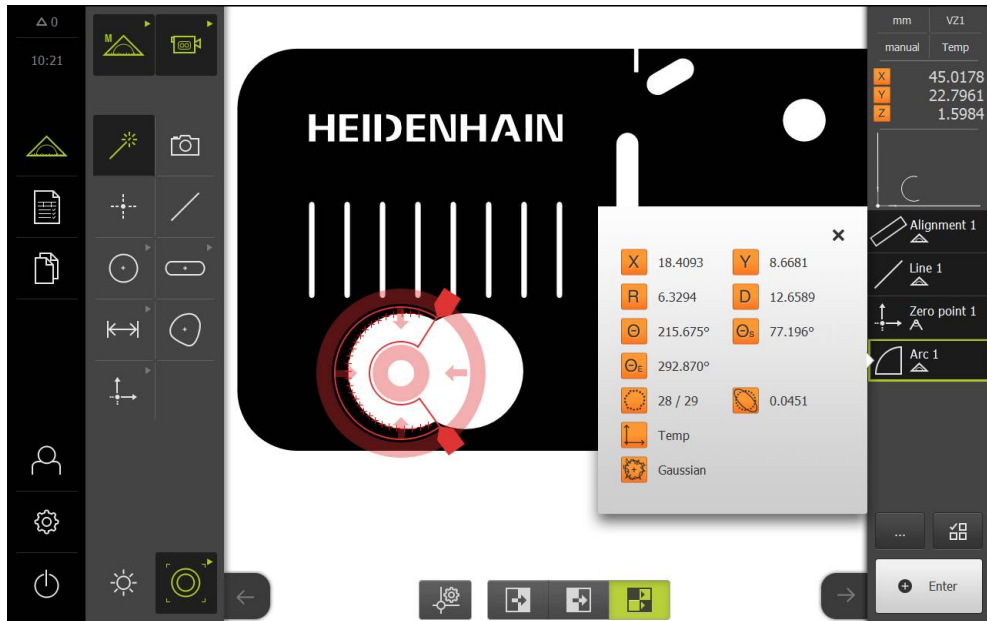 0
10:21
M
HEIDENHAIN
X 18.4093 Y 8.6681
R 6.3294 D 12.6589
Θ 215.675° Θs 77.196°
ΘE 292.870°
28 / 29 0.0451
Temp
Gaussian
mm VZ1
manual Temp
X 45.0178
Y 22.7961
Z 1.5984
Alignment 1
Line 1
Zero point 1
Arc 1
...
Enter